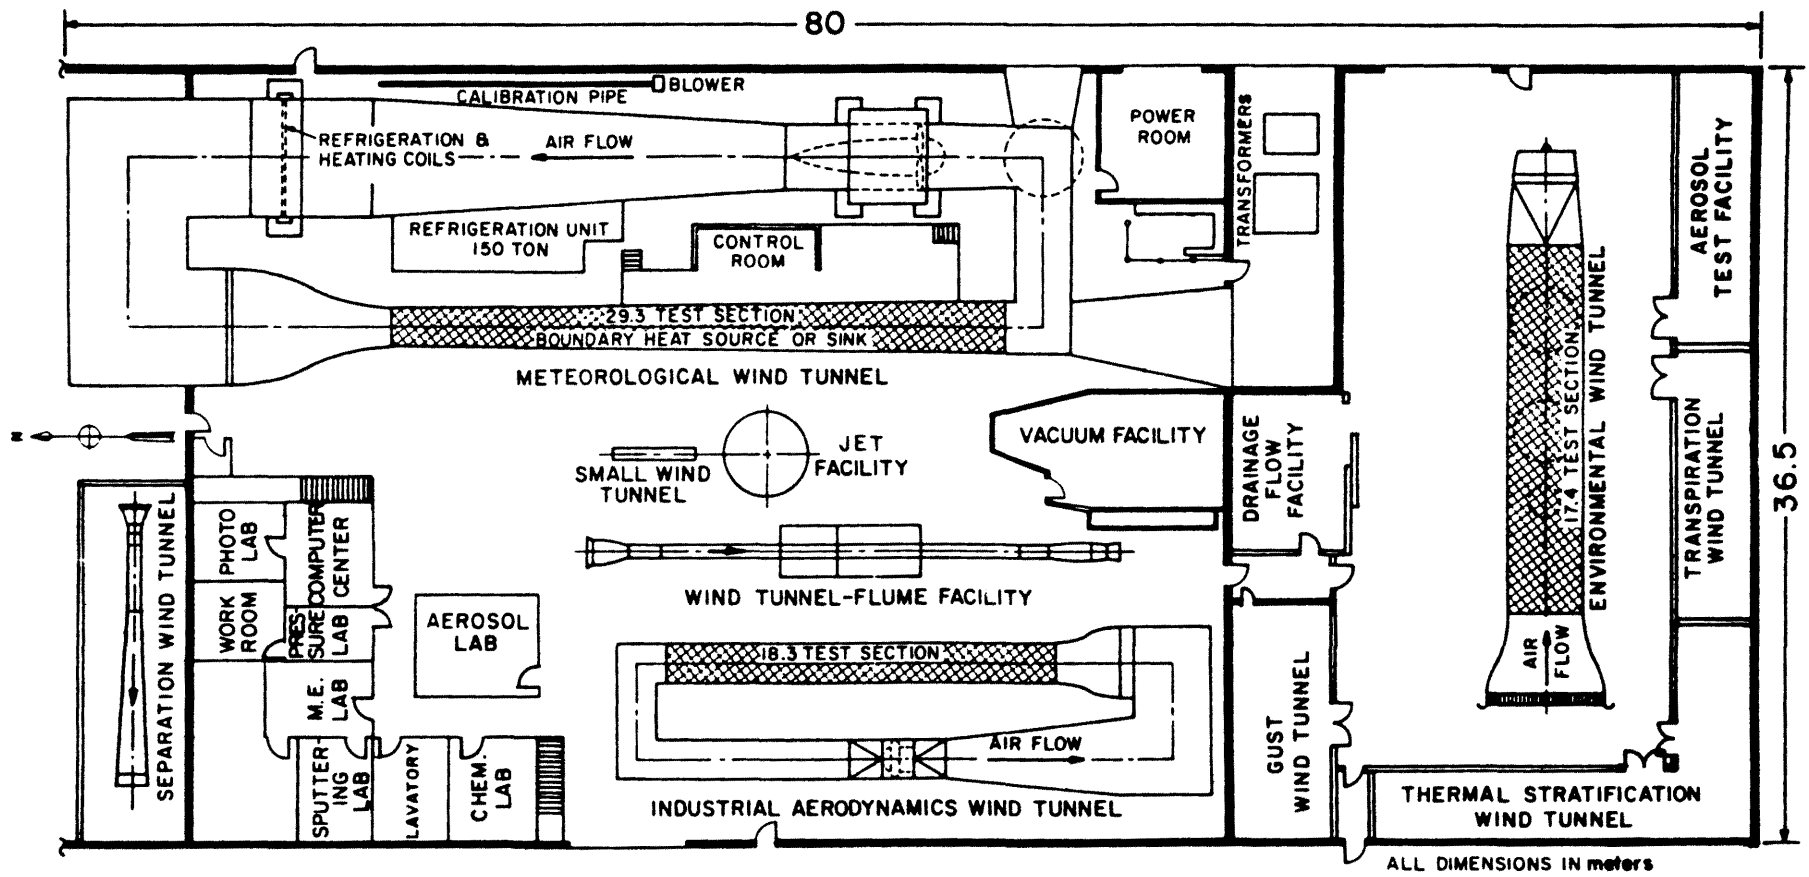 80
BLOWER
CALIBRATION PIPE
REFRIGERATION &
HEATING COILS
AIR FLOW
POWER
ROOM
TRANSFORMERS
AEROSOL
TEST FACILITY
REFRIGERATION UNIT
150 TON
CONTROL
ROOM
29.3 TEST SECTION
BOUNDARY HEAT SOURCE OR SINK
METEOROLOGICAL WIND TUNNEL
N
JET
FACILITY
SMALL WIND
TUNNEL
VACUUM FACILITY
DRAINAGE
FLOW
FACILITY
17.4 TEST SECTION
ENVIRONMENTAL WIND TUNNEL
TRANSPIRATION
WIND TUNNEL
36.5
SEPARATION WIND TUNNEL
PHOTO
LAB
COMPUTER
CENTER
WORK
ROOM
PRES-
SURE
LAB
AEROSOL
LAB
WIND TUNNEL-FLUME FACILITY
18.3 TEST SECTION
M.E.
LAB
AIR
FLOW
SPUTTER-
ING
LAB
LAVATORY
CHEM.
LAB
AIR FLOW
INDUSTRIAL AERODYNAMICS WIND TUNNEL
GUST
WIND TUNNEL
THERMAL STRATIFICATION
WIND TUNNEL
ALL DIMENSIONS IN meters